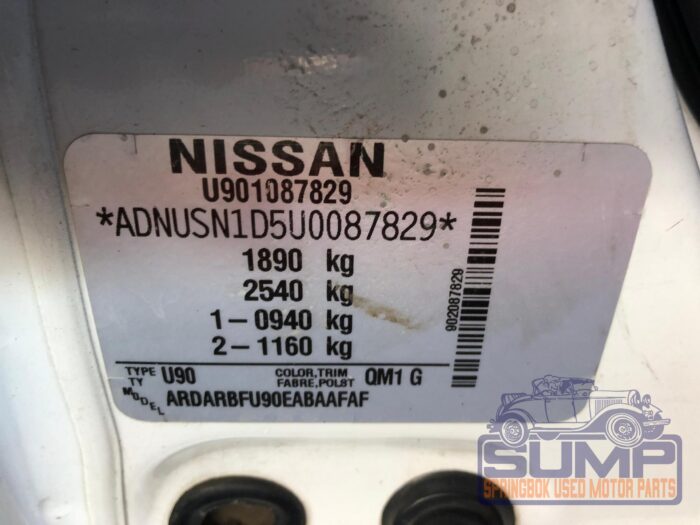 NISSAN
U901087829
*ADNUSN1D5U0087829*
1890 kg
2540 kg
1-0940 kg
2-1160 kg
902087829
TYPE TY U90 COLOR,TRIM FABRE,POLST QM1 G
MODEL ARDARBFU90EABAAFAF
SUMP
SPRINGBOK USED MOTOR PARTS